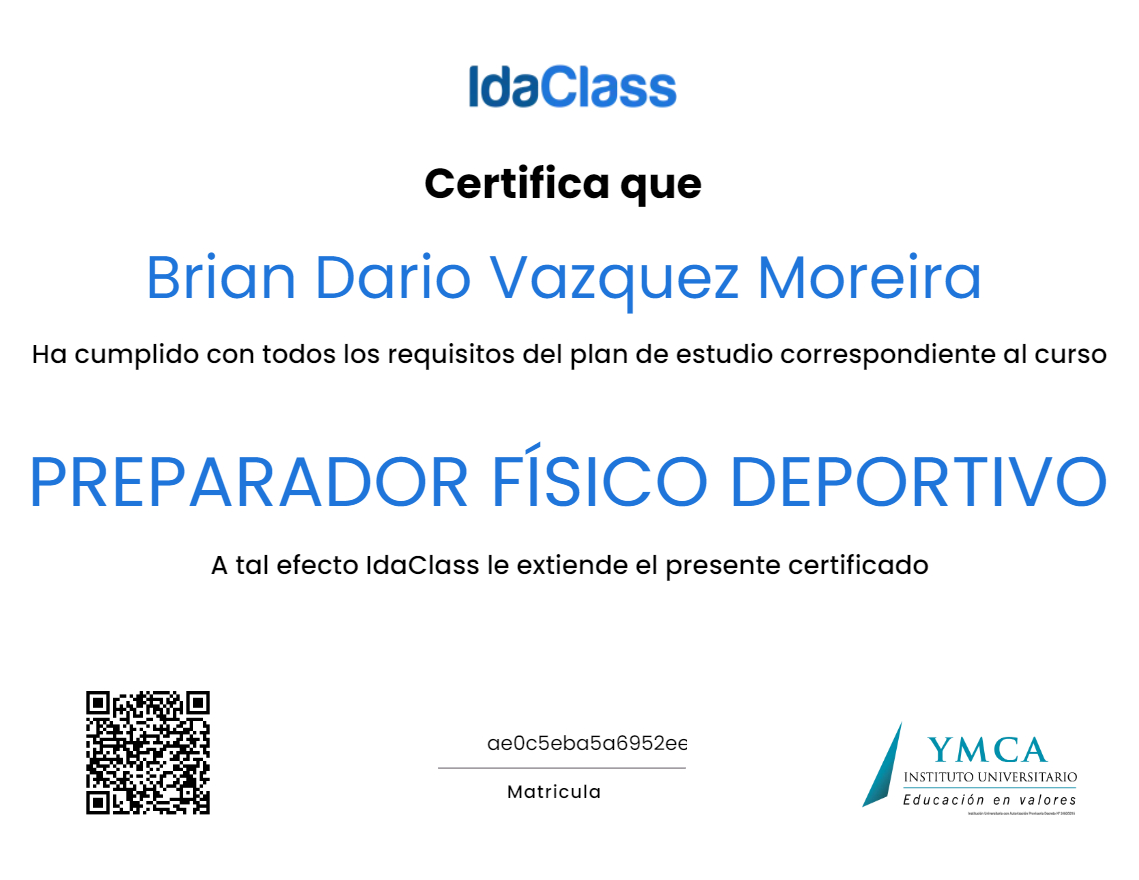 IdaClass
Certifica que
Brian Dario Vazquez Moreira
Ha cumplido con todos los requisitos del plan de estudio correspondiente al curso
PREPARADOR FÍSICO DEPORTIVO
A tal efecto IdaClass le extiende el presente certificado
ae0c5eba5a6952ee
Matricula
YMCA
INSTITUTO UNIVERSITARIO
Educación en valores